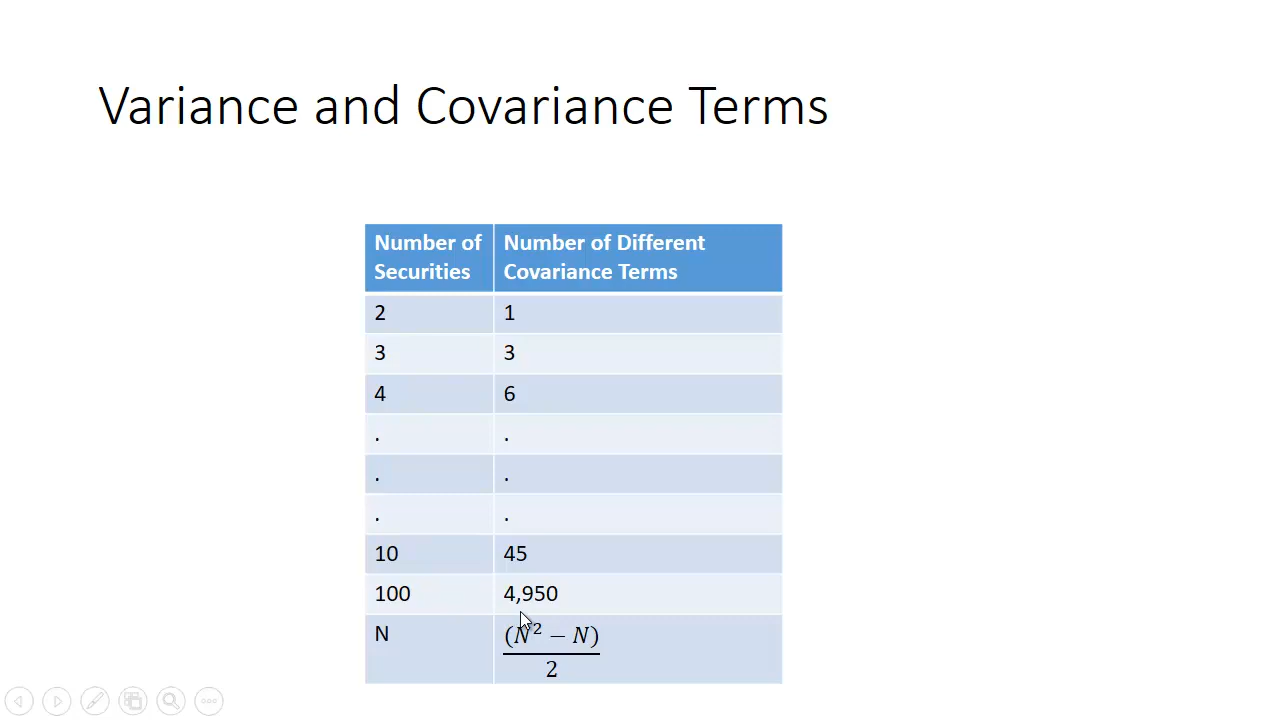 Variance and Covariance Terms
Number of Securities
Number of Different Covariance Terms
2 1
3 3
4 6
. .
. .
. .
10 45
100 4,950
N (N² − N)
2